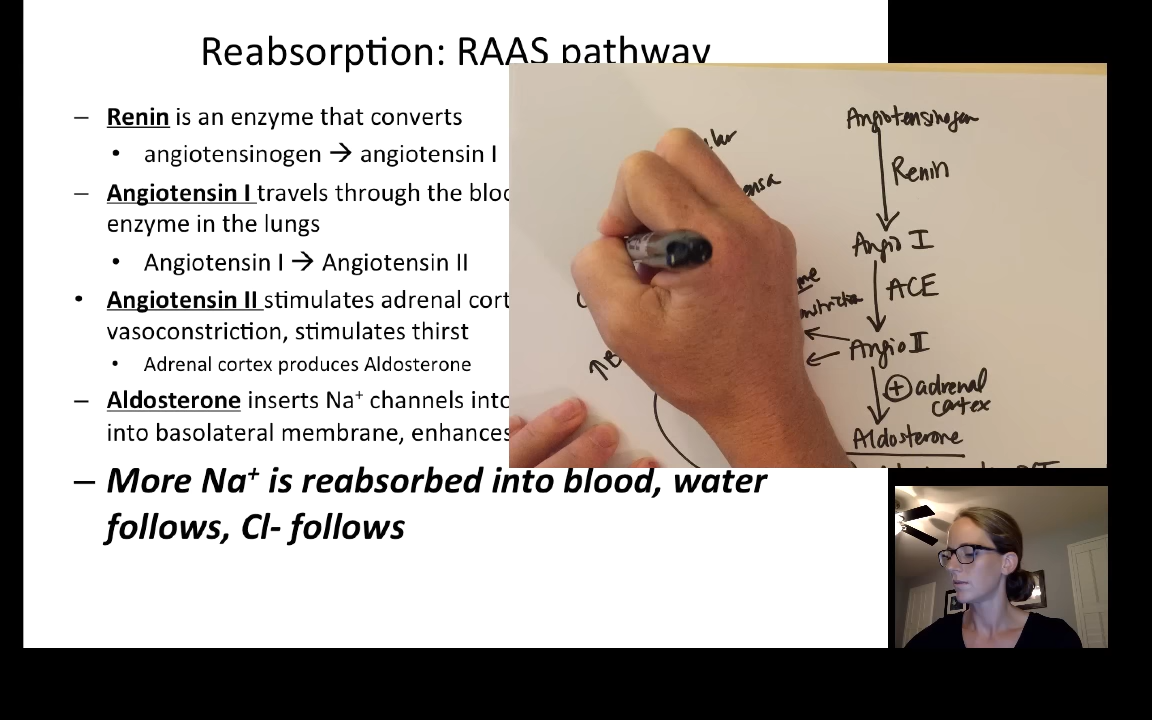 Reabsorption: RAAS pathway
– Renin is an enzyme that converts
• angiotensinogen → angiotensin I
– Angiotensin I travels through the
enzyme in the lungs
• Angiotensin I → Angiotensin II
• Angiotensin II stimulates adrenal
vasoconstriction, stimulates thirst
• Adrenal cortex produces Aldosterone
– Aldosterone inserts Na+ channels into
into basolateral membrane, enhances
– More Na+ is reabsorbed into blood, water
follows, Cl- follows
Angiotensinogen
Renin
Angio I
ACE
Angio II
+ adrenal
cortex
Aldosterone